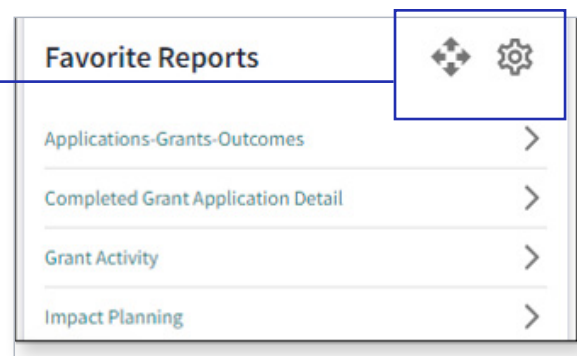 Favorite Reports
Applications-Grants-Outcomes
Completed Grant Application Detail
Grant Activity
Impact Planning